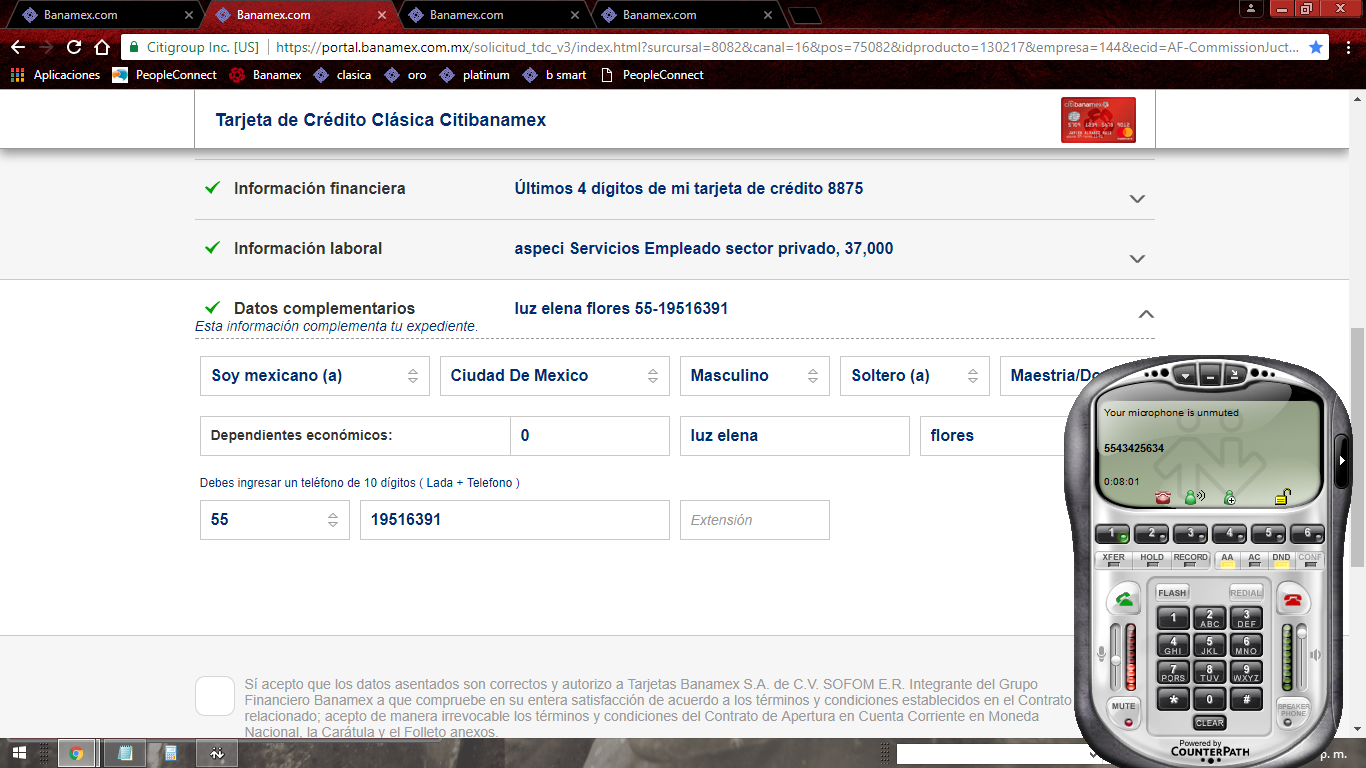 Banamex.com
Banamex.com
Banamex.com
Banamex.com
Citigroup Inc. [US]
https://portal.banamex.com.mx/solicitud_tdc_v3/index.html?surcursal=8082&canal=16&pos=75082&idproducto=130217&empresa=144&ecid=AF-CommissionJuct...
Aplicaciones PeopleConnect Banamex clasica oro platinum b smart PeopleConnect
Tarjeta de Crédito Clásica Citibanamex
Información financiera Últimos 4 dígitos de mi tarjeta de crédito 8875
Información laboral aspeci Servicios Empleado sector privado, 37,000
Datos complementarios luz elena flores 55-19516391
Esta información complementa tu expediente.
Soy mexicano (a) Ciudad De Mexico Masculino Soltero (a) Maestria/Do
Dependientes económicos: 0 luz elena flores
Debes ingresar un teléfono de 10 dígitos ( Lada + Telefono )
55 19516391 Extensión
Sí acepto que los datos asentados son correctos y autorizo a Tarjetas Banamex S.A. de C.V. SOFOM E.R. Integrante del Grupo
Financiero Banamex a que compruebe en su entera satisfacción de acuerdo a los términos y condiciones establecidos en el Contrato
relacionado; acepto de manera irrevocable los términos y condiciones del Contrato de Apertura en Cuenta Corriente en Moneda
Nacional, la Carátula y el Folleto anexos.
Your microphone is unmuted
5543425634
0:08:01
1 2 3 4 5 6
XFER HOLD RECORD AA AC DND CONF
FLASH REDIAL
1 2 ABC 3 DEF
4 GHI 5 JKL 6 MNO
7 PQRS 8 TUV 9 WXYZ
* 0 #
MUTE
SPEAKER
PHONE
CLEAR
Powered by
COUNTERPATH
p. m.